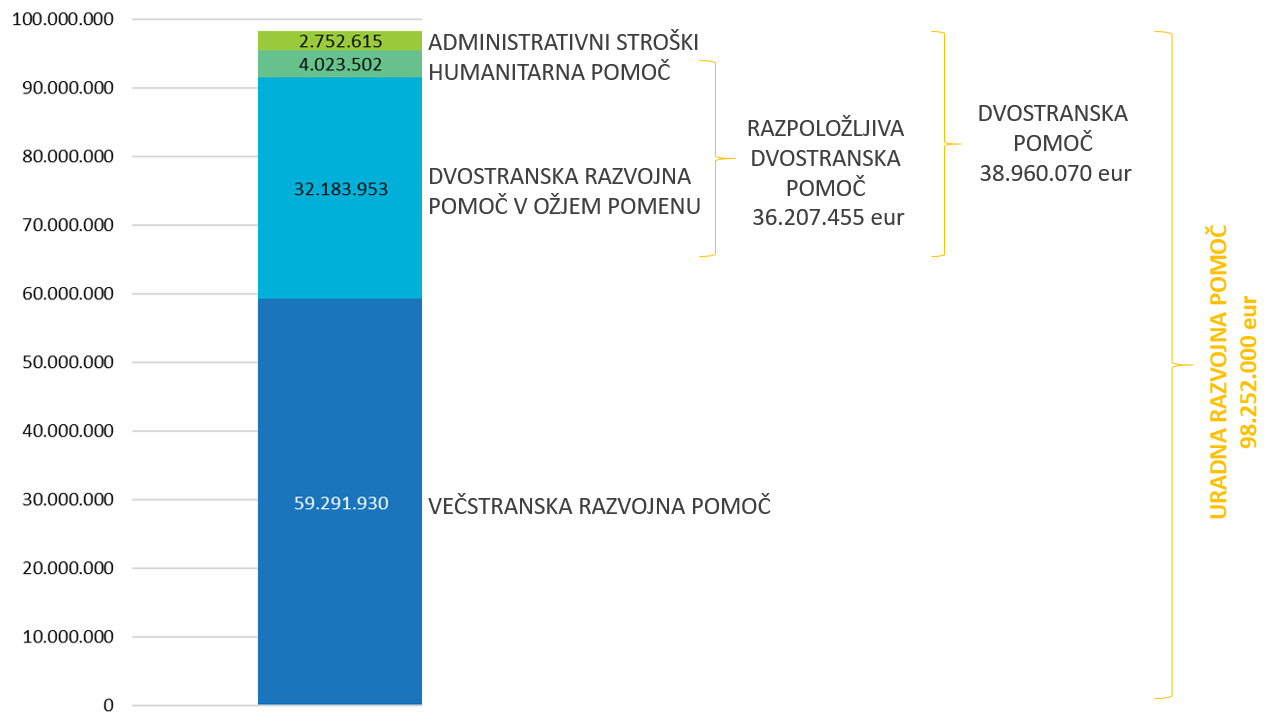 100.000.000
90.000.000
80.000.000
70.000.000
60.000.000
50.000.000
40.000.000
30.000.000
20.000.000
10.000.000
0
2.752.615
4.023.502
32.183.953
59.291.930
ADMINISTRATIVNI STROŠKI
HUMANITARNA POMOČ
DVOSTRANSKA RAZVOJNA
POMOČ V OŽJEM POMENU
VEČSTRANSKA RAZVOJNA POMOČ
RAZPOLOŽLJIVA
DVOSTRANSKA
POMOČ
36.207.455 eur
DVOSTRANSKA
POMOČ
38.960.070 eur
URADNA RAZVOJNA POMOČ
98.252.000 eur